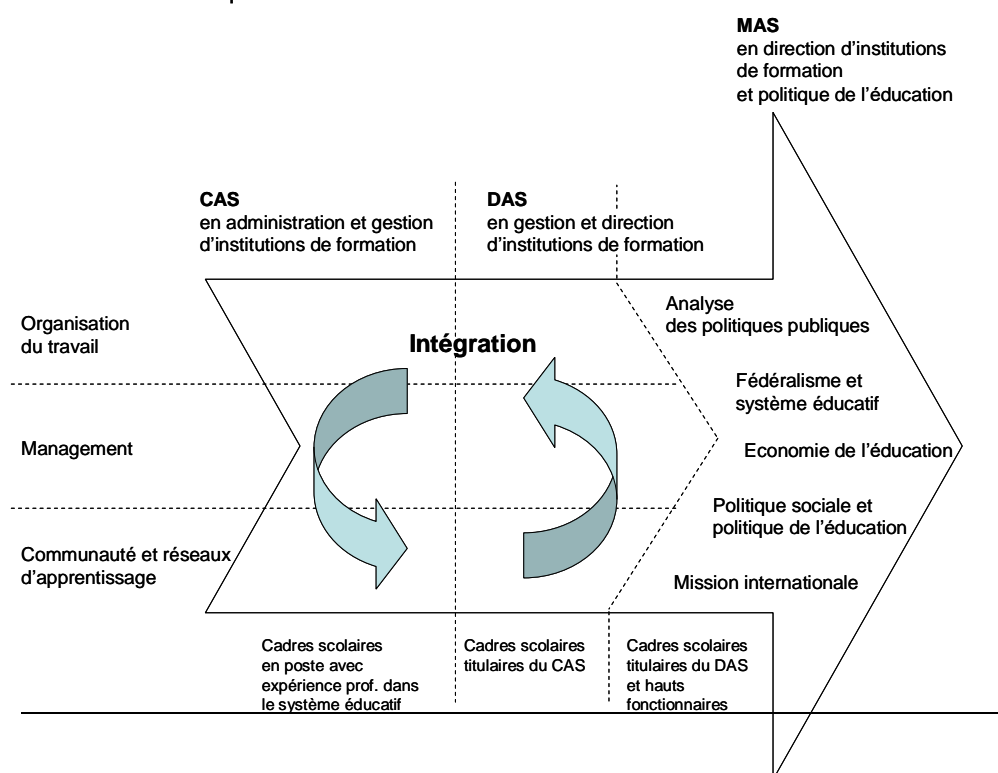 MAS
en direction d'institutions
de formation
et politique de l'éducation
CAS
en administration et gestion
d'institutions de formation
DAS
en gestion et direction
d'institutions de formation
Organisation
du travail
Management
Communauté et réseaux
d'apprentissage
Intégration
Analyse
des politiques publiques
Fédéralisme et
système éducatif
Economie de l'éducation
Politique sociale et
politique de l'éducation
Mission internationale
Cadres scolaires
en poste avec
expérience prof. dans
le système éducatif
Cadres scolaires
titulaires du CAS
Cadres scolaires
titulaires du DAS
et hauts
fonctionnaires